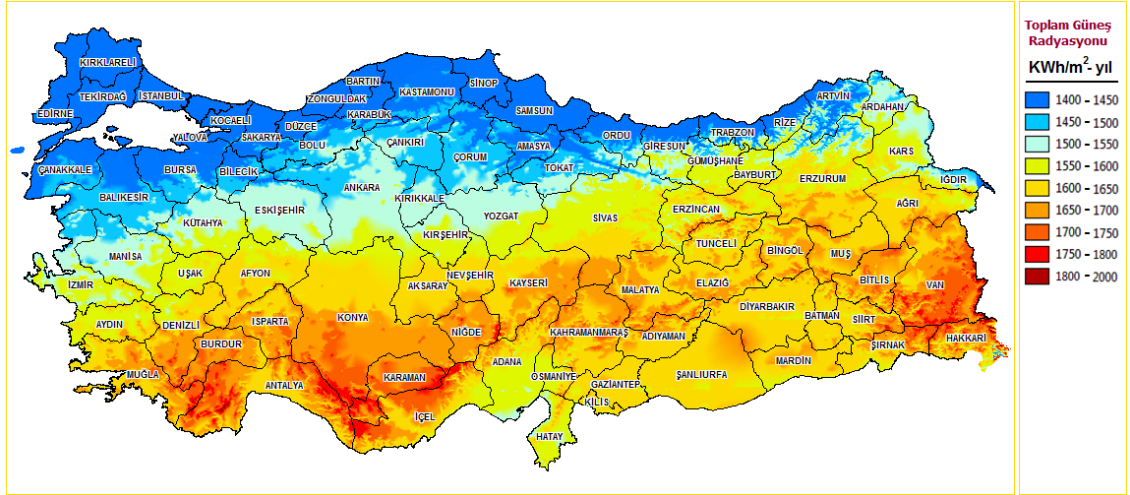 KIRKLARELİ
TEKİRDAĞ
İSTANBUL
EDİRNE
KOCAELİ
YALOVA
SAKARYA
DÜZCE
BOLU
ZONGULDAK
BARTIN
KARABÜK
KASTAMONU
SİNOP
SAMSUN
ÇANKIRI
ÇORUM
AMASYA
TOKAT
ORDU
GİRESUN
TRABZON
RİZE
ARTVİN
ARDAHAN
GÜMÜŞHANE
BAYBURT
KARS
ERZURUM
IĞDIR
AĞRI
ÇANAKKALE
BURSA
BİLECİK
BALIKESİR
KÜTAHYA
ESKİŞEHİR
ANKARA
KIRIKKALE
YOZGAT
KIRŞEHİR
SİVAS
ERZİNCAN
TUNCELİ
BİNGÖL
MUŞ
MANİSA
İZMİR
UŞAK
AFYON
AKSARAY
NEVŞEHİR
KAYSERİ
MALATYA
ELAZIĞ
DİYARBAKIR
BİTLİS
VAN
AYDIN
DENİZLİ
ISPARTA
BURDUR
KONYA
NİĞDE
KAHRAMANMARAŞ
ADIYAMAN
BATMAN
SİİRT
ŞIRNAK
HAKKARİ
MUĞLA
ANTALYA
KARAMAN
İÇEL
ADANA
OSMANİYE
GAZİANTEP
KİLİS
ŞANLIURFA
MARDİN
HATAY
Toplam Güneş
Radyasyonu
KWh/m²- yıl
1400 - 1450
1450 - 1500
1500 - 1550
1550 - 1600
1600 - 1650
1650 - 1700
1700 - 1750
1750 - 1800
1800 - 2000